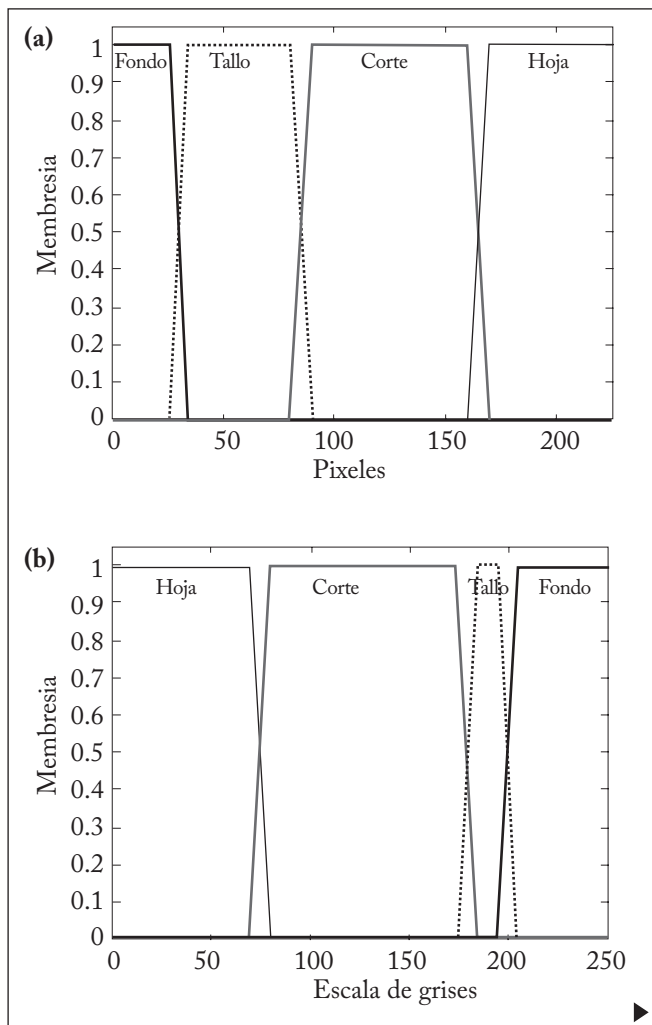 (a)
1
0.9
0.8
0.7
0.6
0.5
0.4
0.3
0.2
0.1
0
Membresia
Fondo Tallo Corte Hoja
0 50 100 150 200
Pixeles
(b)
1
0.9
0.8
0.7
0.6
0.5
0.4
0.3
0.2
0.1
0
Membresia
Hoja Corte Tallo Fondo
0 50 100 150 200 250
Escala de grises